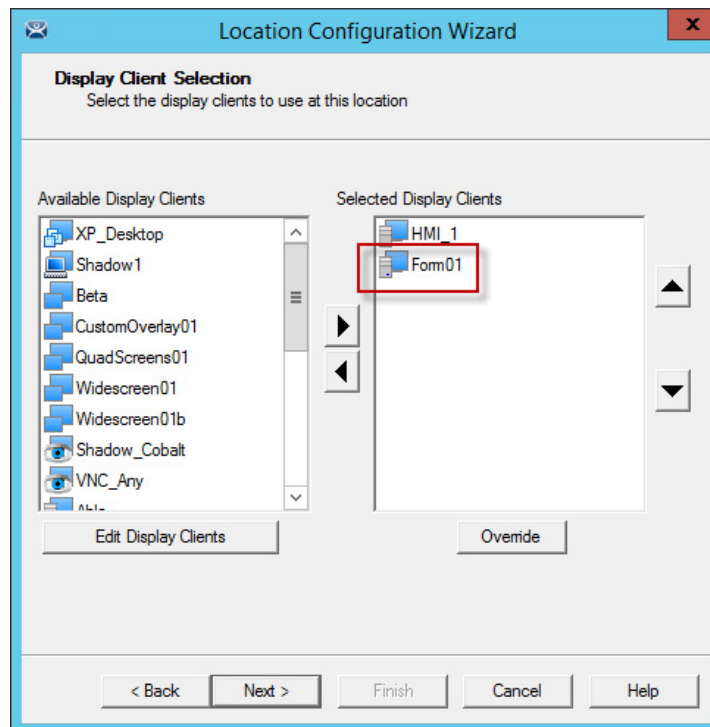 Location Configuration Wizard
x
Display Client Selection
Select the display clients to use at this location
Available Display Clients
Selected Display Clients
XP_Desktop
Shadow1
Beta
CustomOverlay01
QuadScreens01
Widescreen01
Widescreen01b
Shadow_Cobalt
VNC_Any
HMI_1
Form01
Edit Display Clients
Override
< Back
Next >
Finish
Cancel
Help